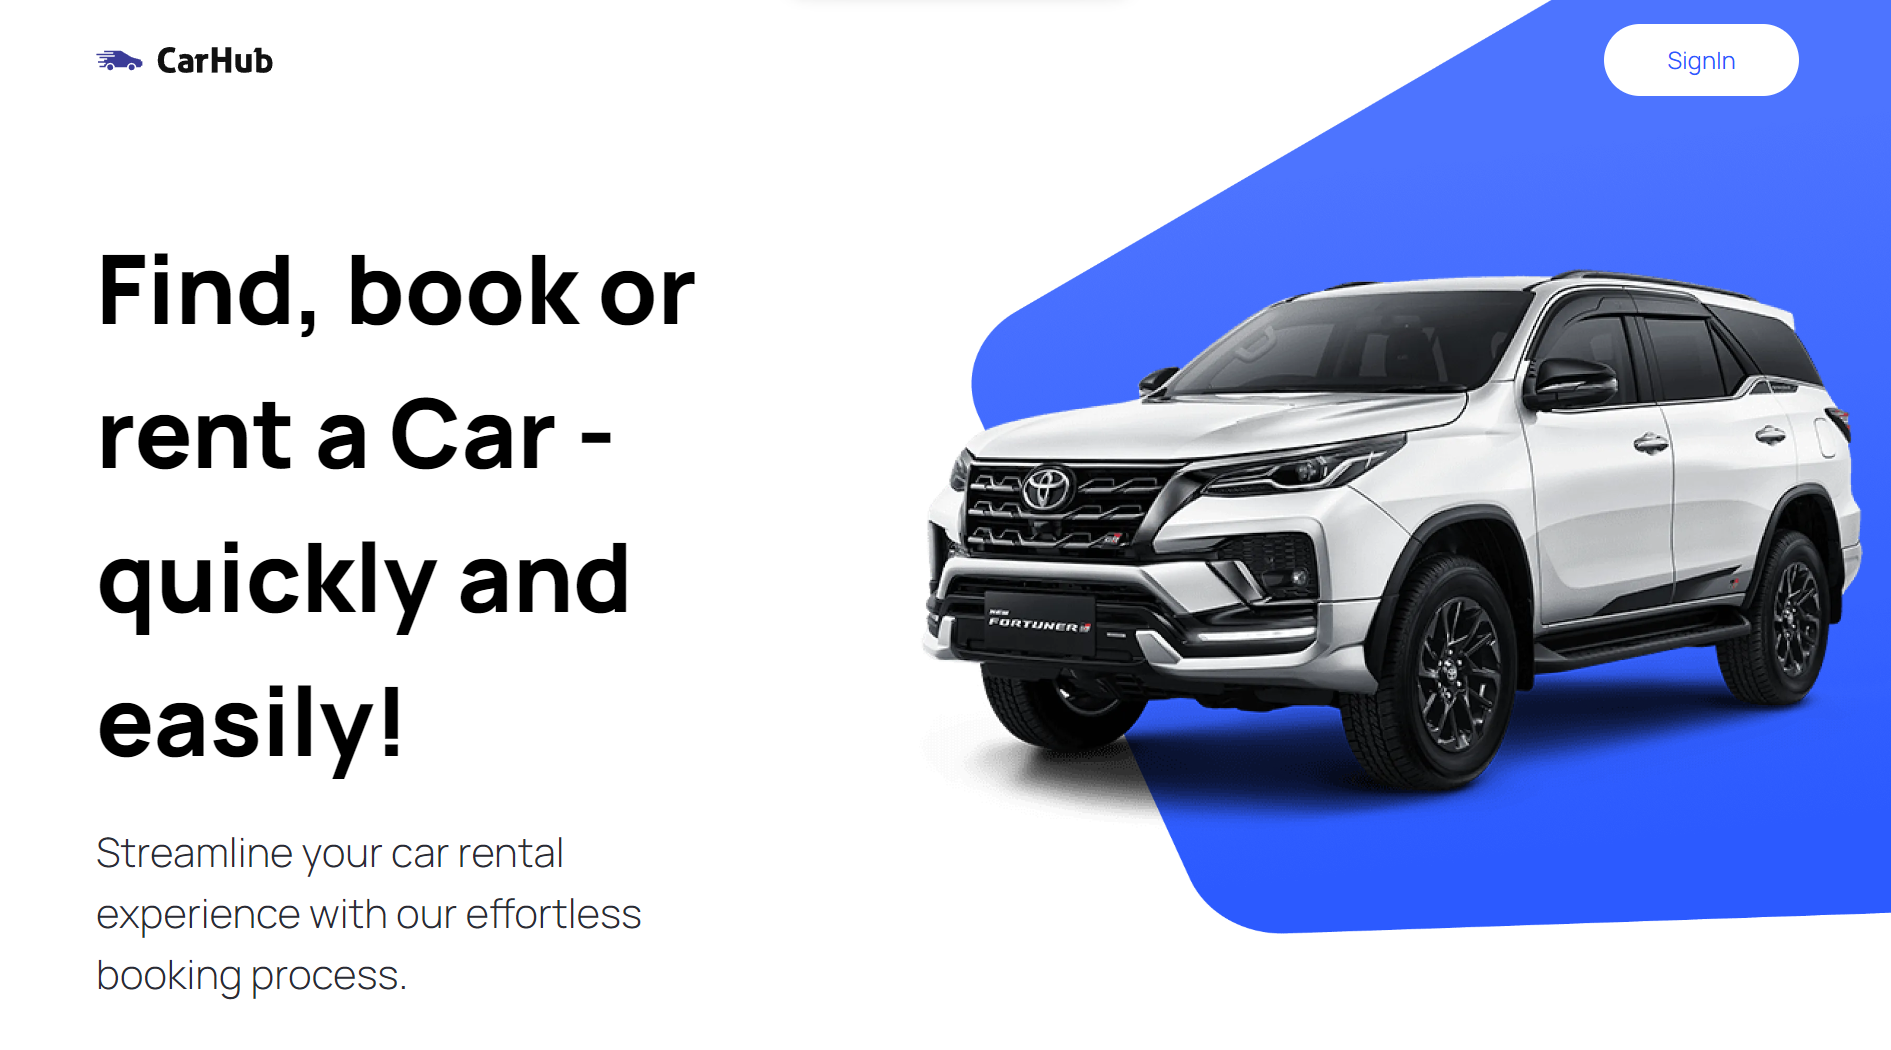 CarHub
SignIn
Find, book or
rent a Car -
quickly and
easily!
Streamline your car rental
experience with our effortless
booking process.
NEW
FORTUNER GR